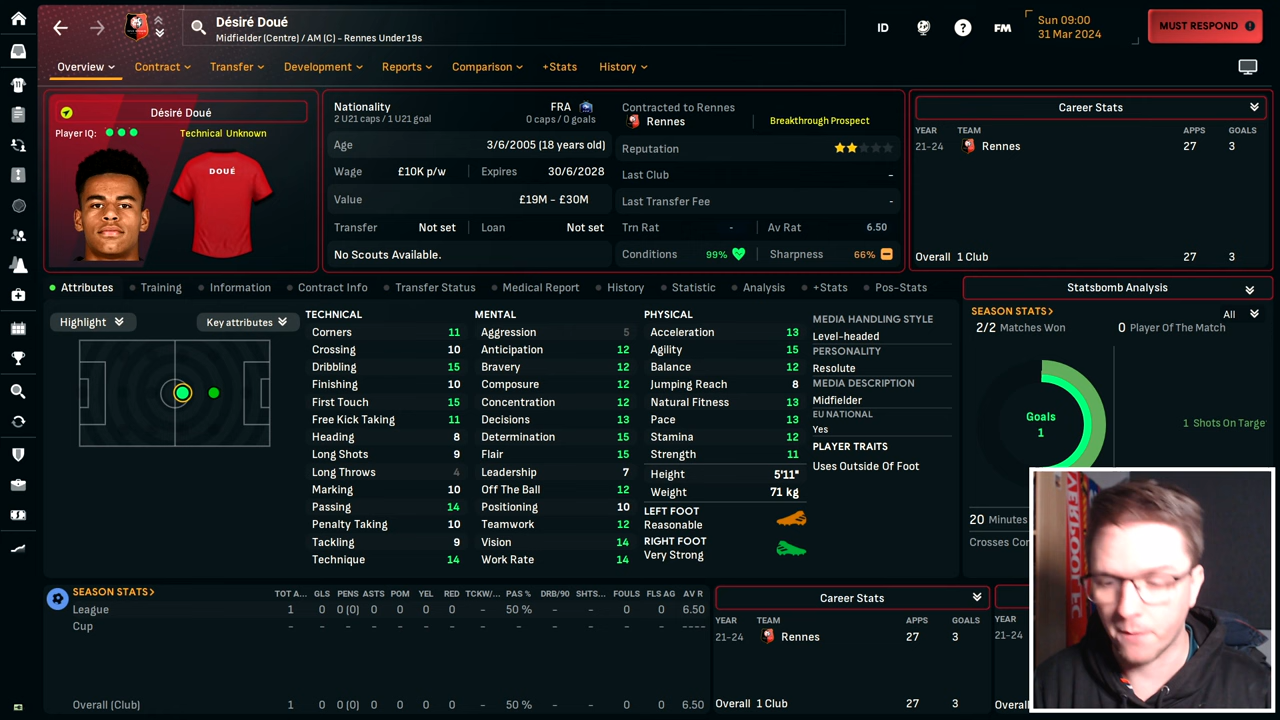 Désiré Doué
Midfielder (Centre) / AM (C) - Rennes Under 19s
ID
FM
Sun 09:00
31 Mar 2024
MUST RESPOND
Overview
Contract
Transfer
Development
Reports
Comparison
+Stats
History
Désiré Doué
Player IQ:
Technical Unknown
DOUÉ
Nationality
FRA
2 U21 caps / 1 U21 goal
0 caps / 0 goals
Age 3/6/2005 (18 years old)
Wage £10K p/w Expires 30/6/2028
Value £19M - £30M
Transfer Not set Loan Not set
No Scouts Available.
Contracted to Rennes
Rennes Breakthrough Prospect
Reputation
Last Club -
Last Transfer Fee -
Trn Rat - Av Rat 6.50
Conditions 99% Sharpness 66%
Career Stats
YEAR TEAM APPS GOALS
21-24 Rennes 27 3
Overall 1 Club 27 3
Attributes
Training
Information
Contract Info
Transfer Status
Medical Report
History
Statistic
Analysis
+Stats
Pos-Stats
Highlight
Key attributes
TECHNICAL
Corners 11
Crossing 10
Dribbling 15
Finishing 10
First Touch 15
Free Kick Taking 11
Heading 8
Long Shots 9
Long Throws 4
Marking 10
Passing 14
Penalty Taking 10
Tackling 9
Technique 14
MENTAL
Aggression 5
Anticipation 12
Bravery 12
Composure 12
Concentration 12
Decisions 13
Determination 15
Flair 15
Leadership 7
Off The Ball 12
Positioning 10
Teamwork 12
Vision 14
Work Rate 14
PHYSICAL
Acceleration 13
Agility 15
Balance 12
Jumping Reach 8
Natural Fitness 13
Pace 13
Stamina 12
Strength 11
Height 5'11"
Weight 71 kg
LEFT FOOT
Reasonable
RIGHT FOOT
Very Strong
MEDIA HANDLING STYLE
Level-headed
PERSONALITY
Resolute
MEDIA DESCRIPTION
Midfielder
EU NATIONAL
Yes
PLAYER TRAITS
Uses Outside Of Foot
Statsbomb Analysis
SEASON STATS>
All
2/2 Matches Won
0 Player Of The Match
Goals
1
1 Shots On Targe
20 Minutes
Crosses Co
SEASON STATS> TOT A... GLS PENS ASTS POM YEL RED TCKW/... PAS % DRB/90 SHTS... FOULS FLS AG AV R
League 1 0 0 (0) 0 0 0 0 - 50 % - - 0 0 6.50
Cup - - - - - - - - - - - - - ----
Overall (Club) 1 0 0 (0) 0 0 0 0 - 50 % - - 0 0 6.50
Career Stats
YEAR TEAM APPS GOALS
21-24 Rennes 27 3
Overall 1 Club 27 3
YEAR
21-24
Overall